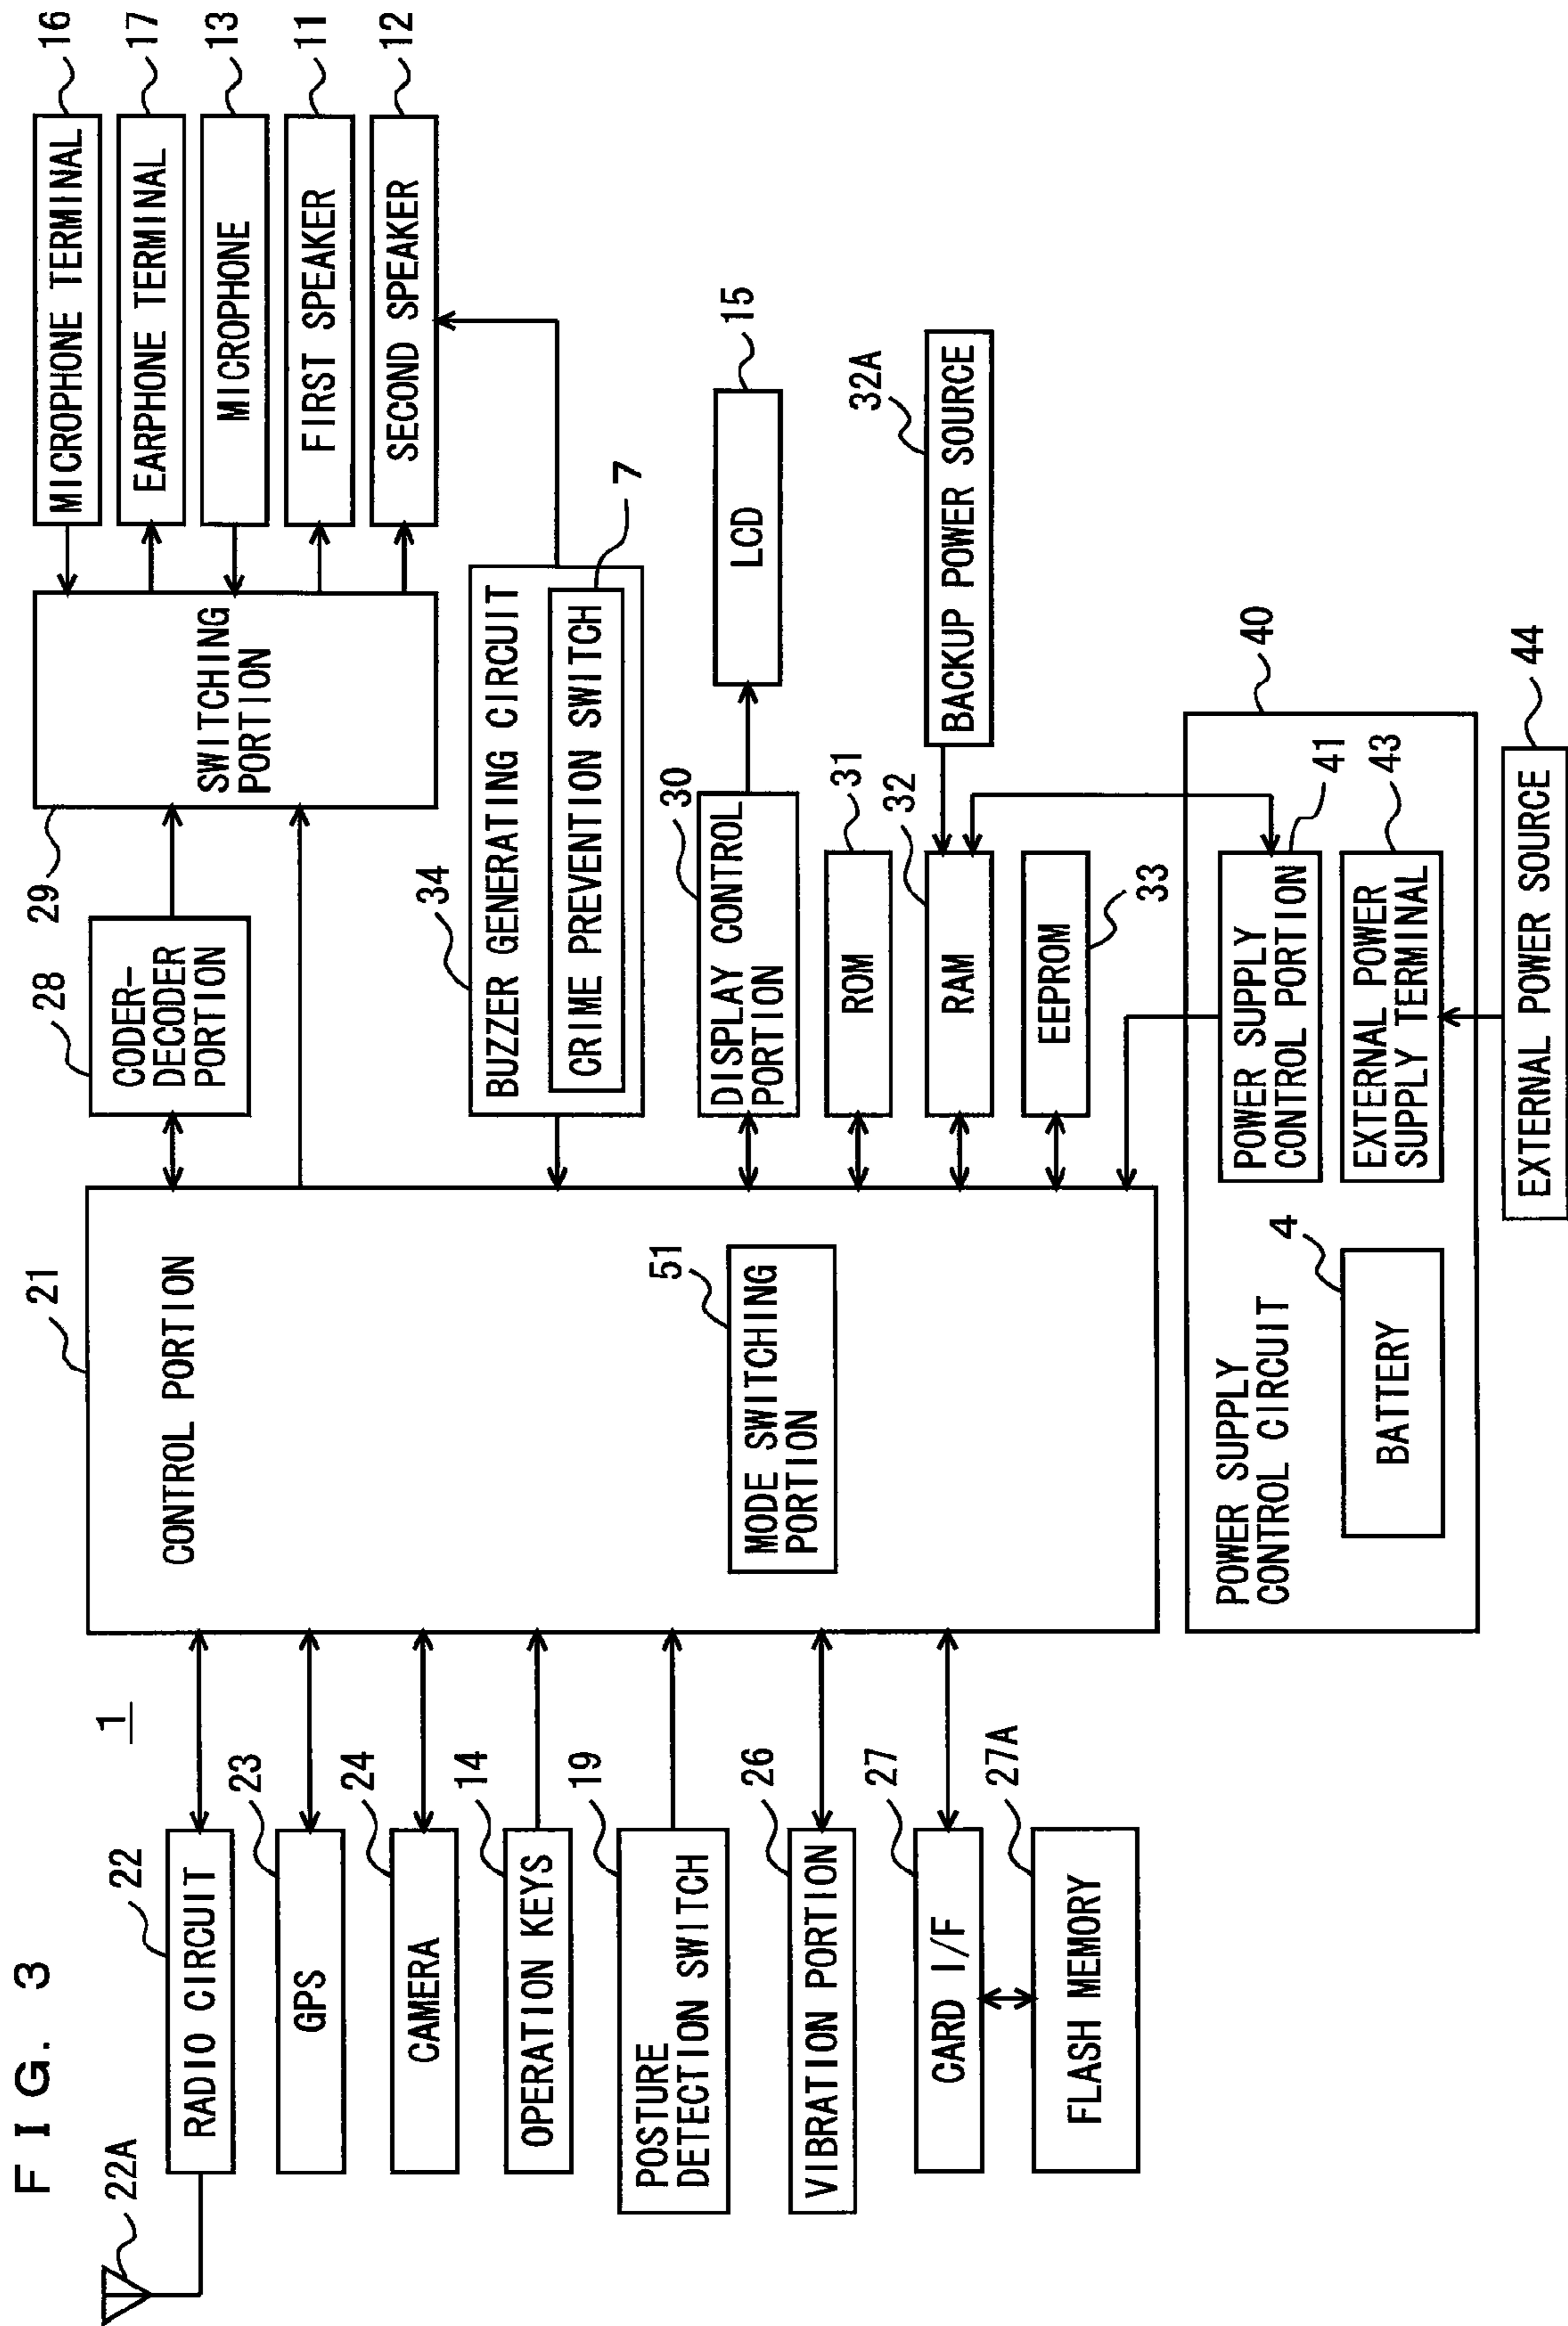 FIG. 3
1
22A
22
RADIO CIRCUIT
23
GPS
24
CAMERA
14
OPERATION KEYS
19
POSTURE
DETECTION SWITCH
26
VIBRATION PORTION
27
CARD I/F
27A
FLASH MEMORY
21
CONTROL PORTION
51
MODE SWITCHING
PORTION
28
CODER-
DECODER
PORTION
29
SWITCHING
PORTION
MICROPHONE TERMINAL
16
EARPHONE TERMINAL
17
MICROPHONE
13
FIRST SPEAKER
11
SECOND SPEAKER
12
34
BUZZER GENERATING CIRCUIT
CRIME PREVENTION SWITCH
7
30
DISPLAY CONTROL
PORTION
LCD
15
ROM
31
RAM
32
BACKUP POWER SOURCE
32A
EEPROM
33
POWER SUPPLY
CONTROL CIRCUIT
40
BATTERY
4
POWER SUPPLY
CONTROL PORTION
41
EXTERNAL POWER
SUPPLY TERMINAL
43
EXTERNAL POWER SOURCE
44